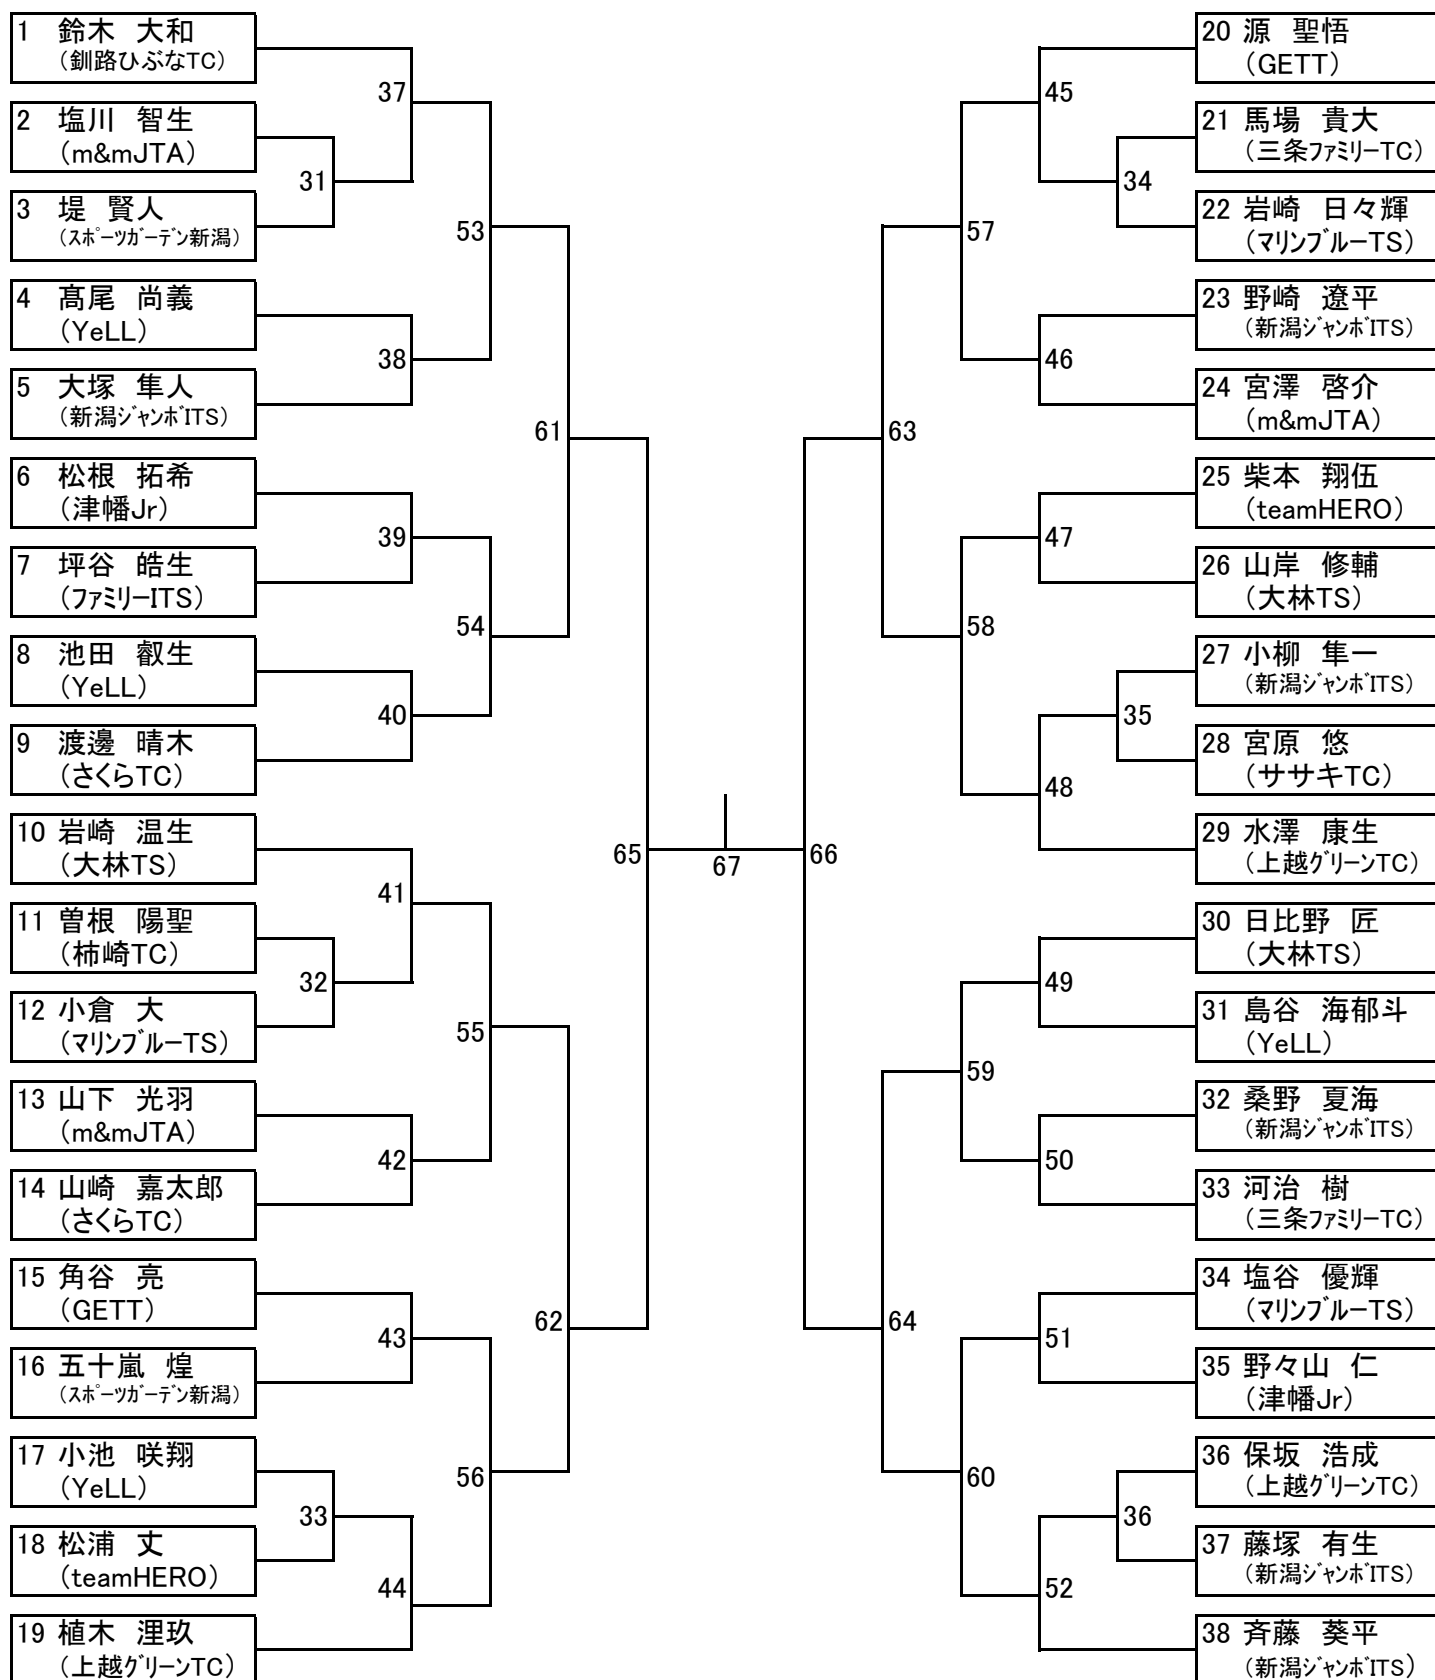 1 鈴木 大和
(釧路ひぶなTC)
2 塩川 智生
(m&mJTA)
3 堤 賢人
(ｽﾎﾟｰﾂｶﾞｰﾃﾞﾝ新潟)
4 髙尾 尚義
(YeLL)
5 大塚 隼人
(新潟ｼﾞｬﾝﾎﾞITS)
6 松根 拓希
(津幡Jr)
7 坪谷 皓生
(ﾌｧﾐﾘｰITS)
8 池田 叡生
(YeLL)
9 渡邊 晴木
(さくらTC)
10 岩崎 温生
(大林TS)
11 曽根 陽聖
(柿崎TC)
12 小倉 大
(ﾏﾘﾝﾌﾞﾙｰTS)
13 山下 光羽
(m&mJTA)
14 山崎 嘉太郎
(さくらTC)
15 角谷 亮
(GETT)
16 五十嵐 煌
(ｽﾎﾟｰﾂｶﾞｰﾃﾞﾝ新潟)
17 小池 咲翔
(YeLL)
18 松浦 丈
(teamHERO)
19 植木 浬玖
(上越ｸﾞﾘｰﾝTC)
31
32
33
37
38
39
40
41
42
43
44
53
54
55
56
61
62
65
67
66
63
64
57
58
59
60
45
46
47
48
49
50
51
52
34
35
36
20 源 聖悟
(GETT)
21 馬場 貴大
(三条ﾌｧﾐﾘｰTC)
22 岩崎 日々輝
(ﾏﾘﾝﾌﾞﾙｰTS)
23 野崎 遼平
(新潟ｼﾞｬﾝﾎﾞITS)
24 宮澤 啓介
(m&mJTA)
25 柴本 翔伍
(teamHERO)
26 山岸 修輔
(大林TS)
27 小柳 隼一
(新潟ｼﾞｬﾝﾎﾞITS)
28 宮原 悠
(ササキTC)
29 水澤 康生
(上越ｸﾞﾘｰﾝTC)
30 日比野 匠
(大林TS)
31 島谷 海郁斗
(YeLL)
32 桑野 夏海
(新潟ｼﾞｬﾝﾎﾞITS)
33 河治 樹
(三条ﾌｧﾐﾘｰTC)
34 塩谷 優輝
(ﾏﾘﾝﾌﾞﾙｰTS)
35 野々山 仁
(津幡Jr)
36 保坂 浩成
(上越ｸﾞﾘｰﾝTC)
37 藤塚 有生
(新潟ｼﾞｬﾝﾎﾞITS)
38 斉藤 葵平
(新潟ｼﾞｬﾝﾎﾞITS)